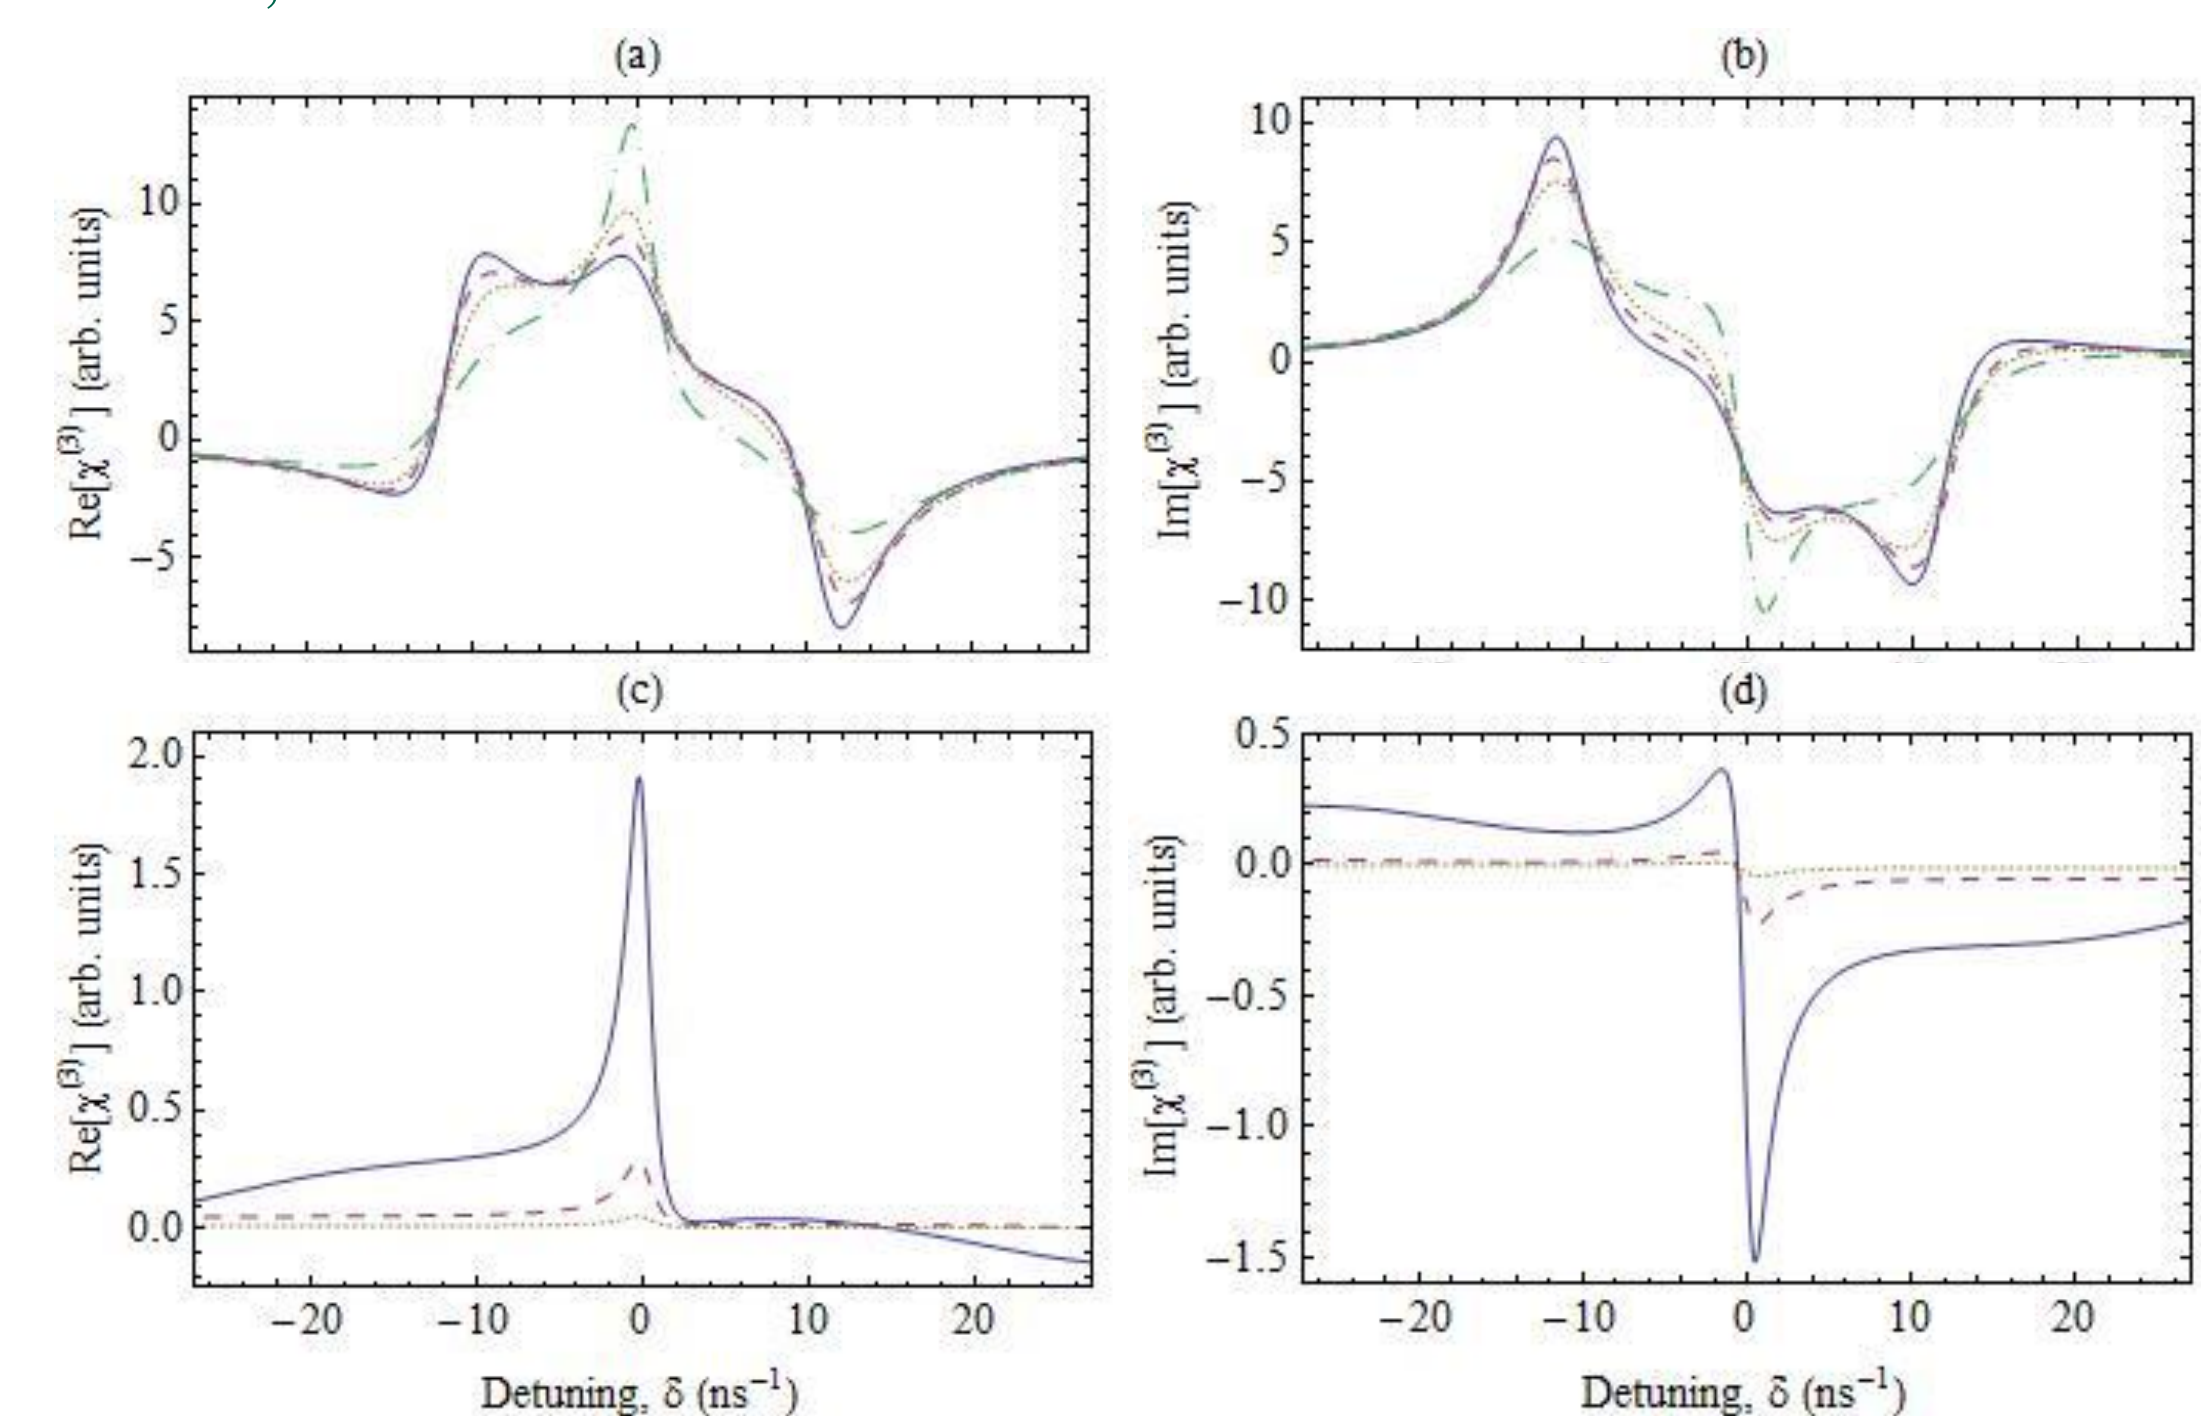 (a)
Re[χ⁽³⁾] (arb. units)
10
5
0
−5
(b)
Im[χ⁽³⁾] (arb. units)
10
5
0
−5
−10
(c)
Re[χ⁽³⁾] (arb. units)
2.0
1.5
1.0
0.5
0.0
−20 −10 0 10 20
Detuning, δ (ns⁻¹)
(d)
Im[χ⁽³⁾] (arb. units)
0.5
0.0
−0.5
−1.0
−1.5
−20 −10 0 10 20
Detuning, δ (ns⁻¹)